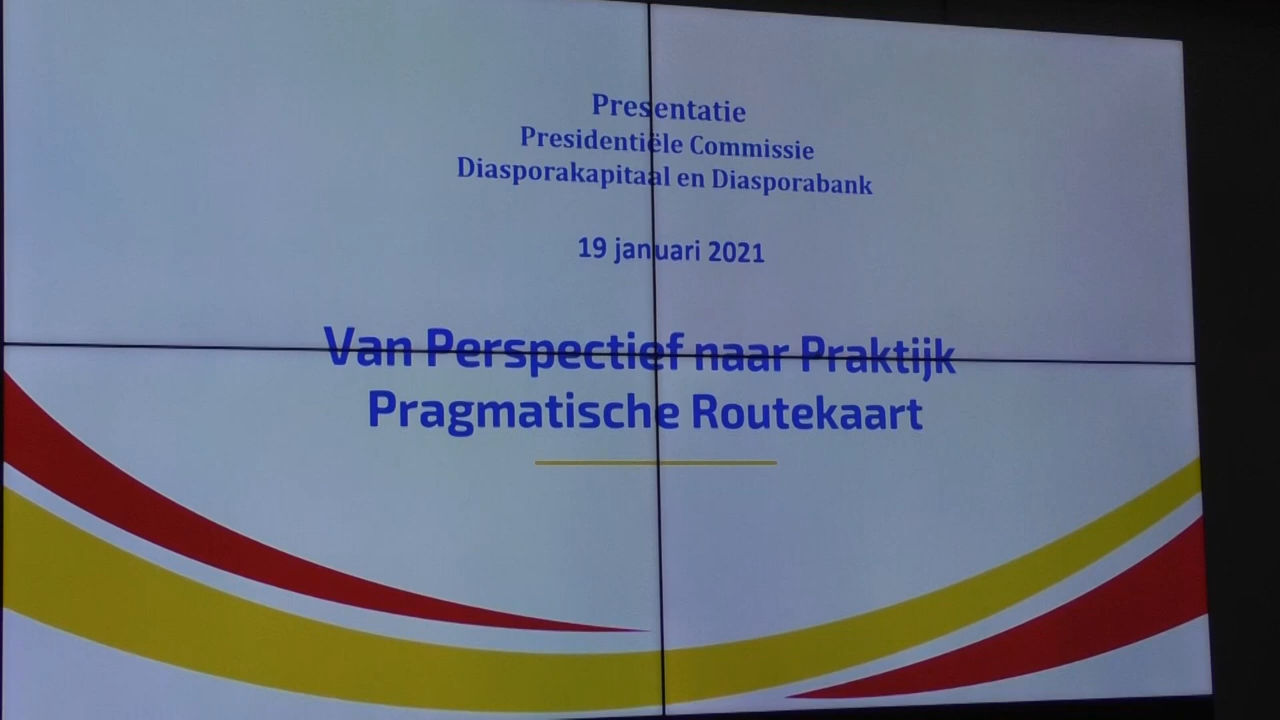 Presentatie
Presidentiële Commissie
Diasporakapitaal en Diasporabank
19 januari 2021
Van Perspectief naar Praktijk
Pragmatische Routekaart